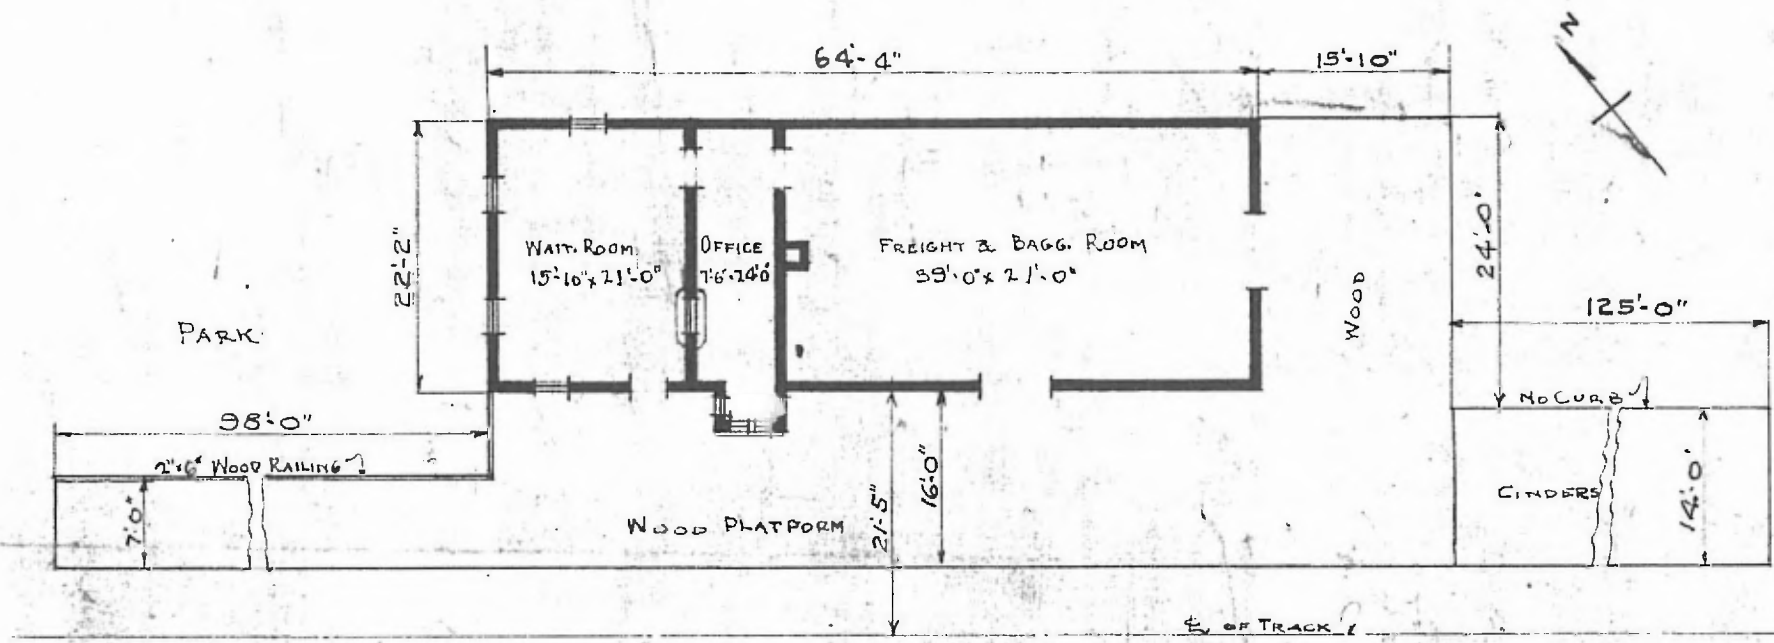 N
64'-4"
15'-10"
22'-2"
WAIT. ROOM
15'-10" x 21'-0"
OFFICE
7'-6" x 24'-0"
FREIGHT & BAGG. ROOM
39'-0" x 21'-0"
WOOD
24'-0"
125'-0"
PARK
98'-0"
2"x6" WOOD RAILING
7'-0"
WOOD PLATFORM
21'-5"
16'-0"
NO CURB
CINDERS
14'-0"
℄ OF TRACK